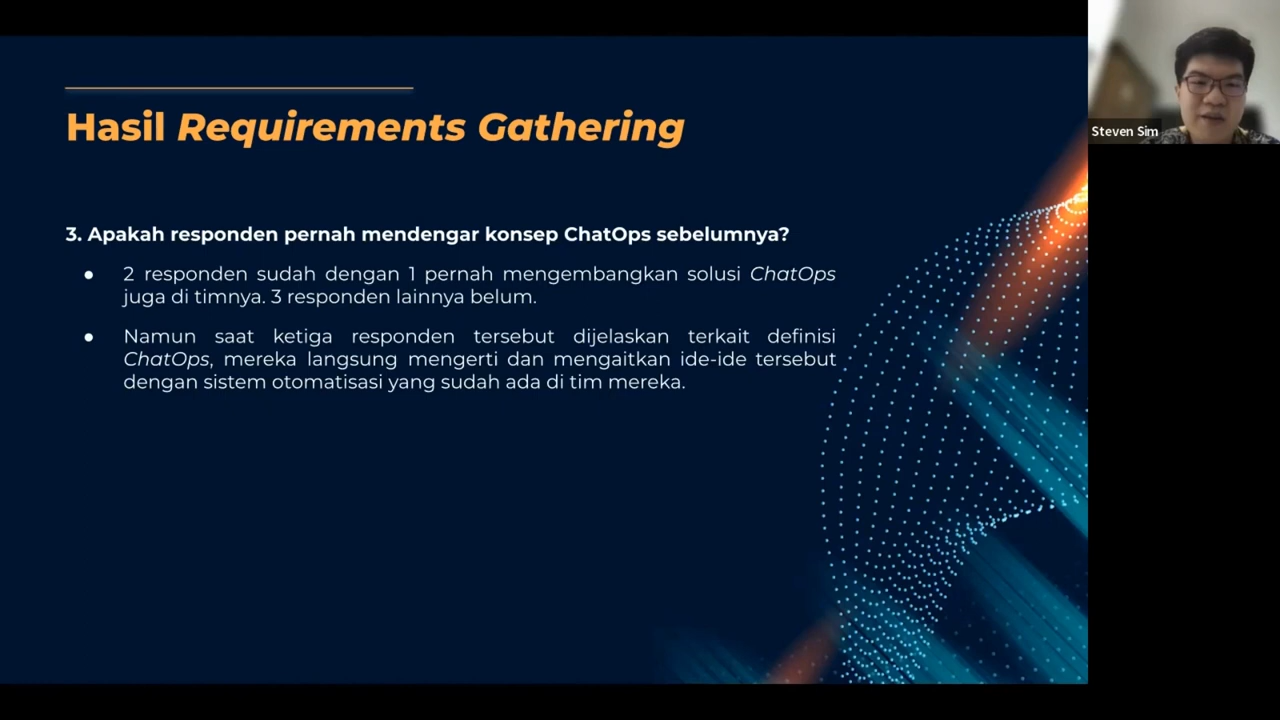 Hasil Requirements Gathering
3. Apakah responden pernah mendengar konsep ChatOps sebelumnya?
● 2 responden sudah dengan 1 pernah mengembangkan solusi ChatOps
juga di timnya. 3 responden lainnya belum.
● Namun saat ketiga responden tersebut dijelaskan terkait definisi
ChatOps, mereka langsung mengerti dan mengaitkan ide-ide tersebut
dengan sistem otomatisasi yang sudah ada di tim mereka.
Steven Sim